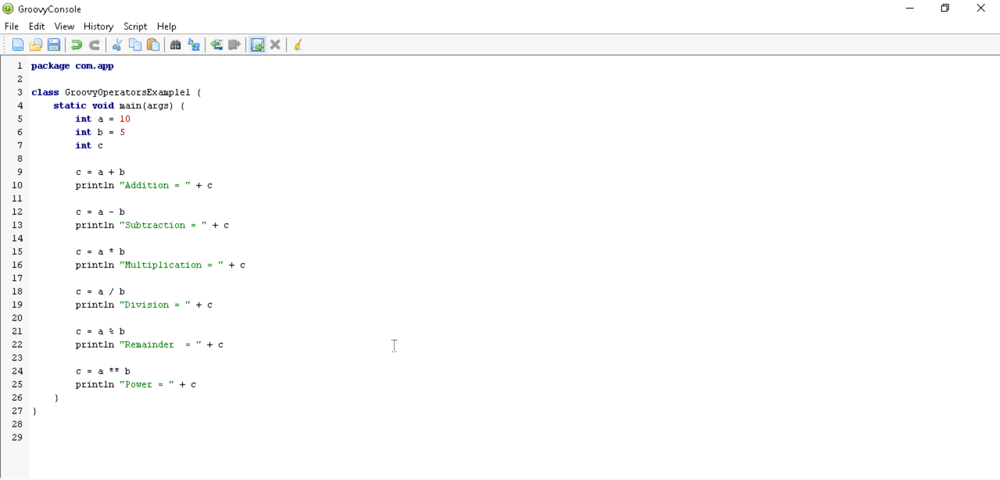 GroovyConsole
File Edit View History Script Help
1 package com.app
2
3 class GroovyOperatorsExample1 {
4     static void main(args) {
5         int a = 10
6         int b = 5
7         int c
8
9         c = a + b
10         println "Addition = " + c
11
12         c = a - b
13         println "Subtraction = " + c
14
15         c = a * b
16         println "Multiplication = " + c
17
18         c = a / b
19         println "Division = " + c
20
21         c = a % b
22         println "Remainder  = " + c
23
24         c = a ** b
25         println "Power = " + c
26     }
27 }
28
29